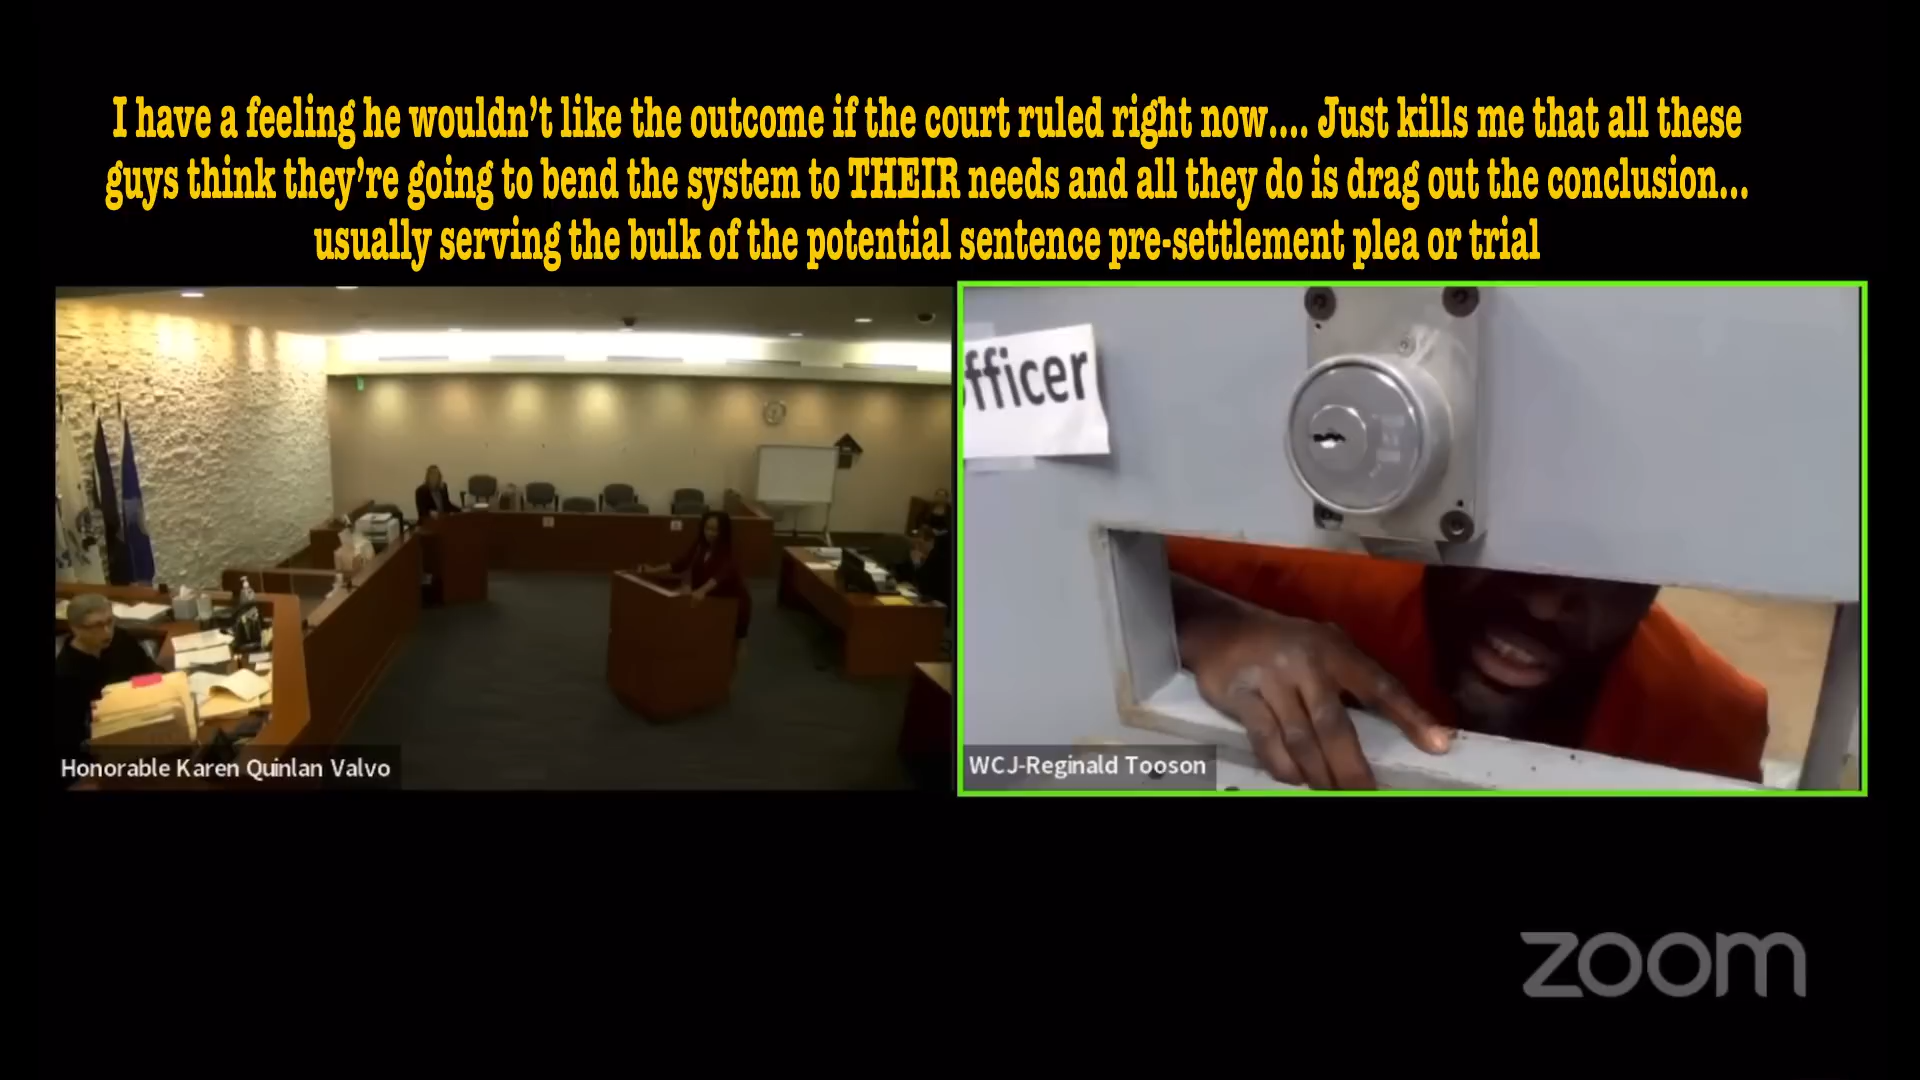 I have a feeling he wouldn't like the outcome if the court ruled right now.... Just kills me that all these
guys think they're going to bend the system to THEIR needs and all they do is drag out the conclusion...
usually serving the bulk of the potential sentence pre-settlement plea or trial
fficer
Honorable Karen Quinlan Valvo
WCJ-Reginald Tooson
zoom